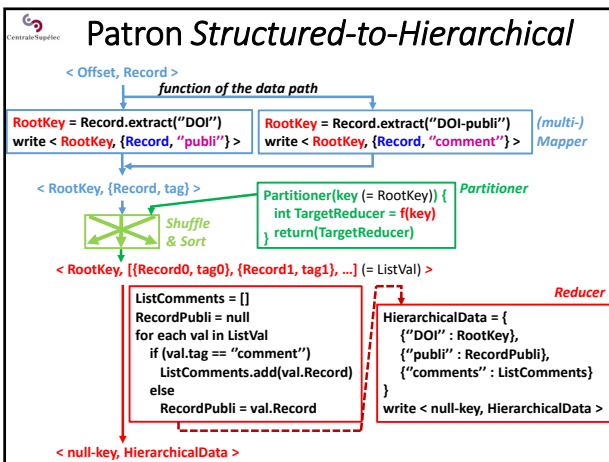 CentraleSupélec
Patron Structured-to-Hierarchical
< Offset, Record >
function of the data path
RootKey = Record.extract(‘‘DOI’’)
write < RootKey, {Record, ‘‘publi’’} >
RootKey = Record.extract(‘‘DOI-publi’’)
write < RootKey, {Record, ‘‘comment’’} >
(multi-)
Mapper
< RootKey, {Record, tag} >
Partitioner(key (= RootKey)) {
int TargetReducer = f(key)
return(TargetReducer)
}
Partitioner
Shuffle
& Sort
< RootKey, [{Record0, tag0}, {Record1, tag1}, …] (= ListVal) >
Reducer
ListComments = []
RecordPubli = null
for each val in ListVal
if (val.tag == ‘‘comment’’)
ListComments.add(val.Record)
else
RecordPubli = val.Record
HierarchicalData = {
{‘‘DOI’’ : RootKey},
{‘‘publi’’ : RecordPubli},
{‘‘comments’’ : ListComments}
}
write < null-key, HierarchicalData >
< null-key, HierarchicalData >